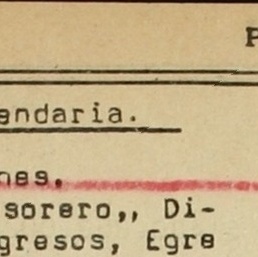 P
endaria.
nes.
sorero,, Di-
gresos, Egre